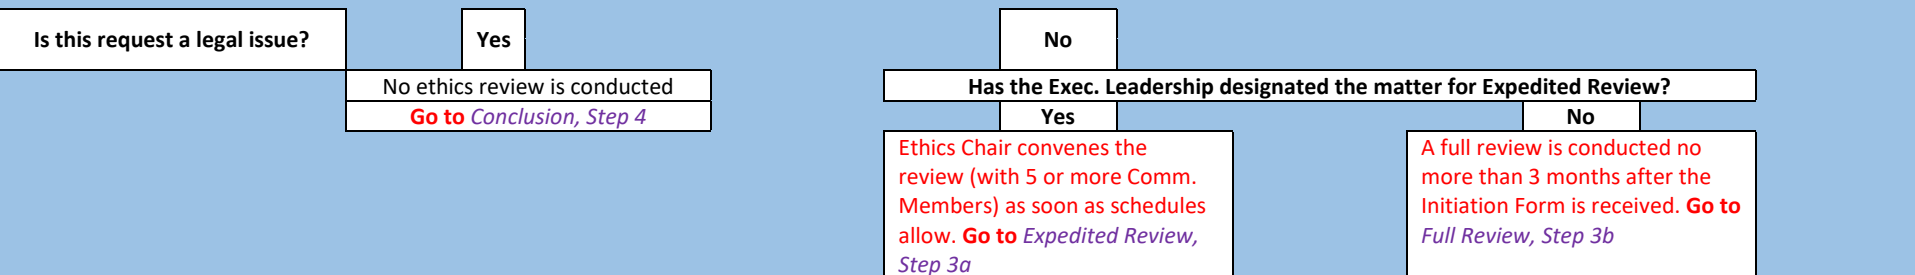 Is this request a legal issue?
Yes
No
No ethics review is conducted
Go to Conclusion, Step 4
Has the Exec. Leadership designated the matter for Expedited Review?
Yes
No
Ethics Chair convenes the
review (with 5 or more Comm.
Members) as soon as schedules
allow. Go to Expedited Review,
Step 3a
A full review is conducted no
more than 3 months after the
Initiation Form is received. Go to
Full Review, Step 3b